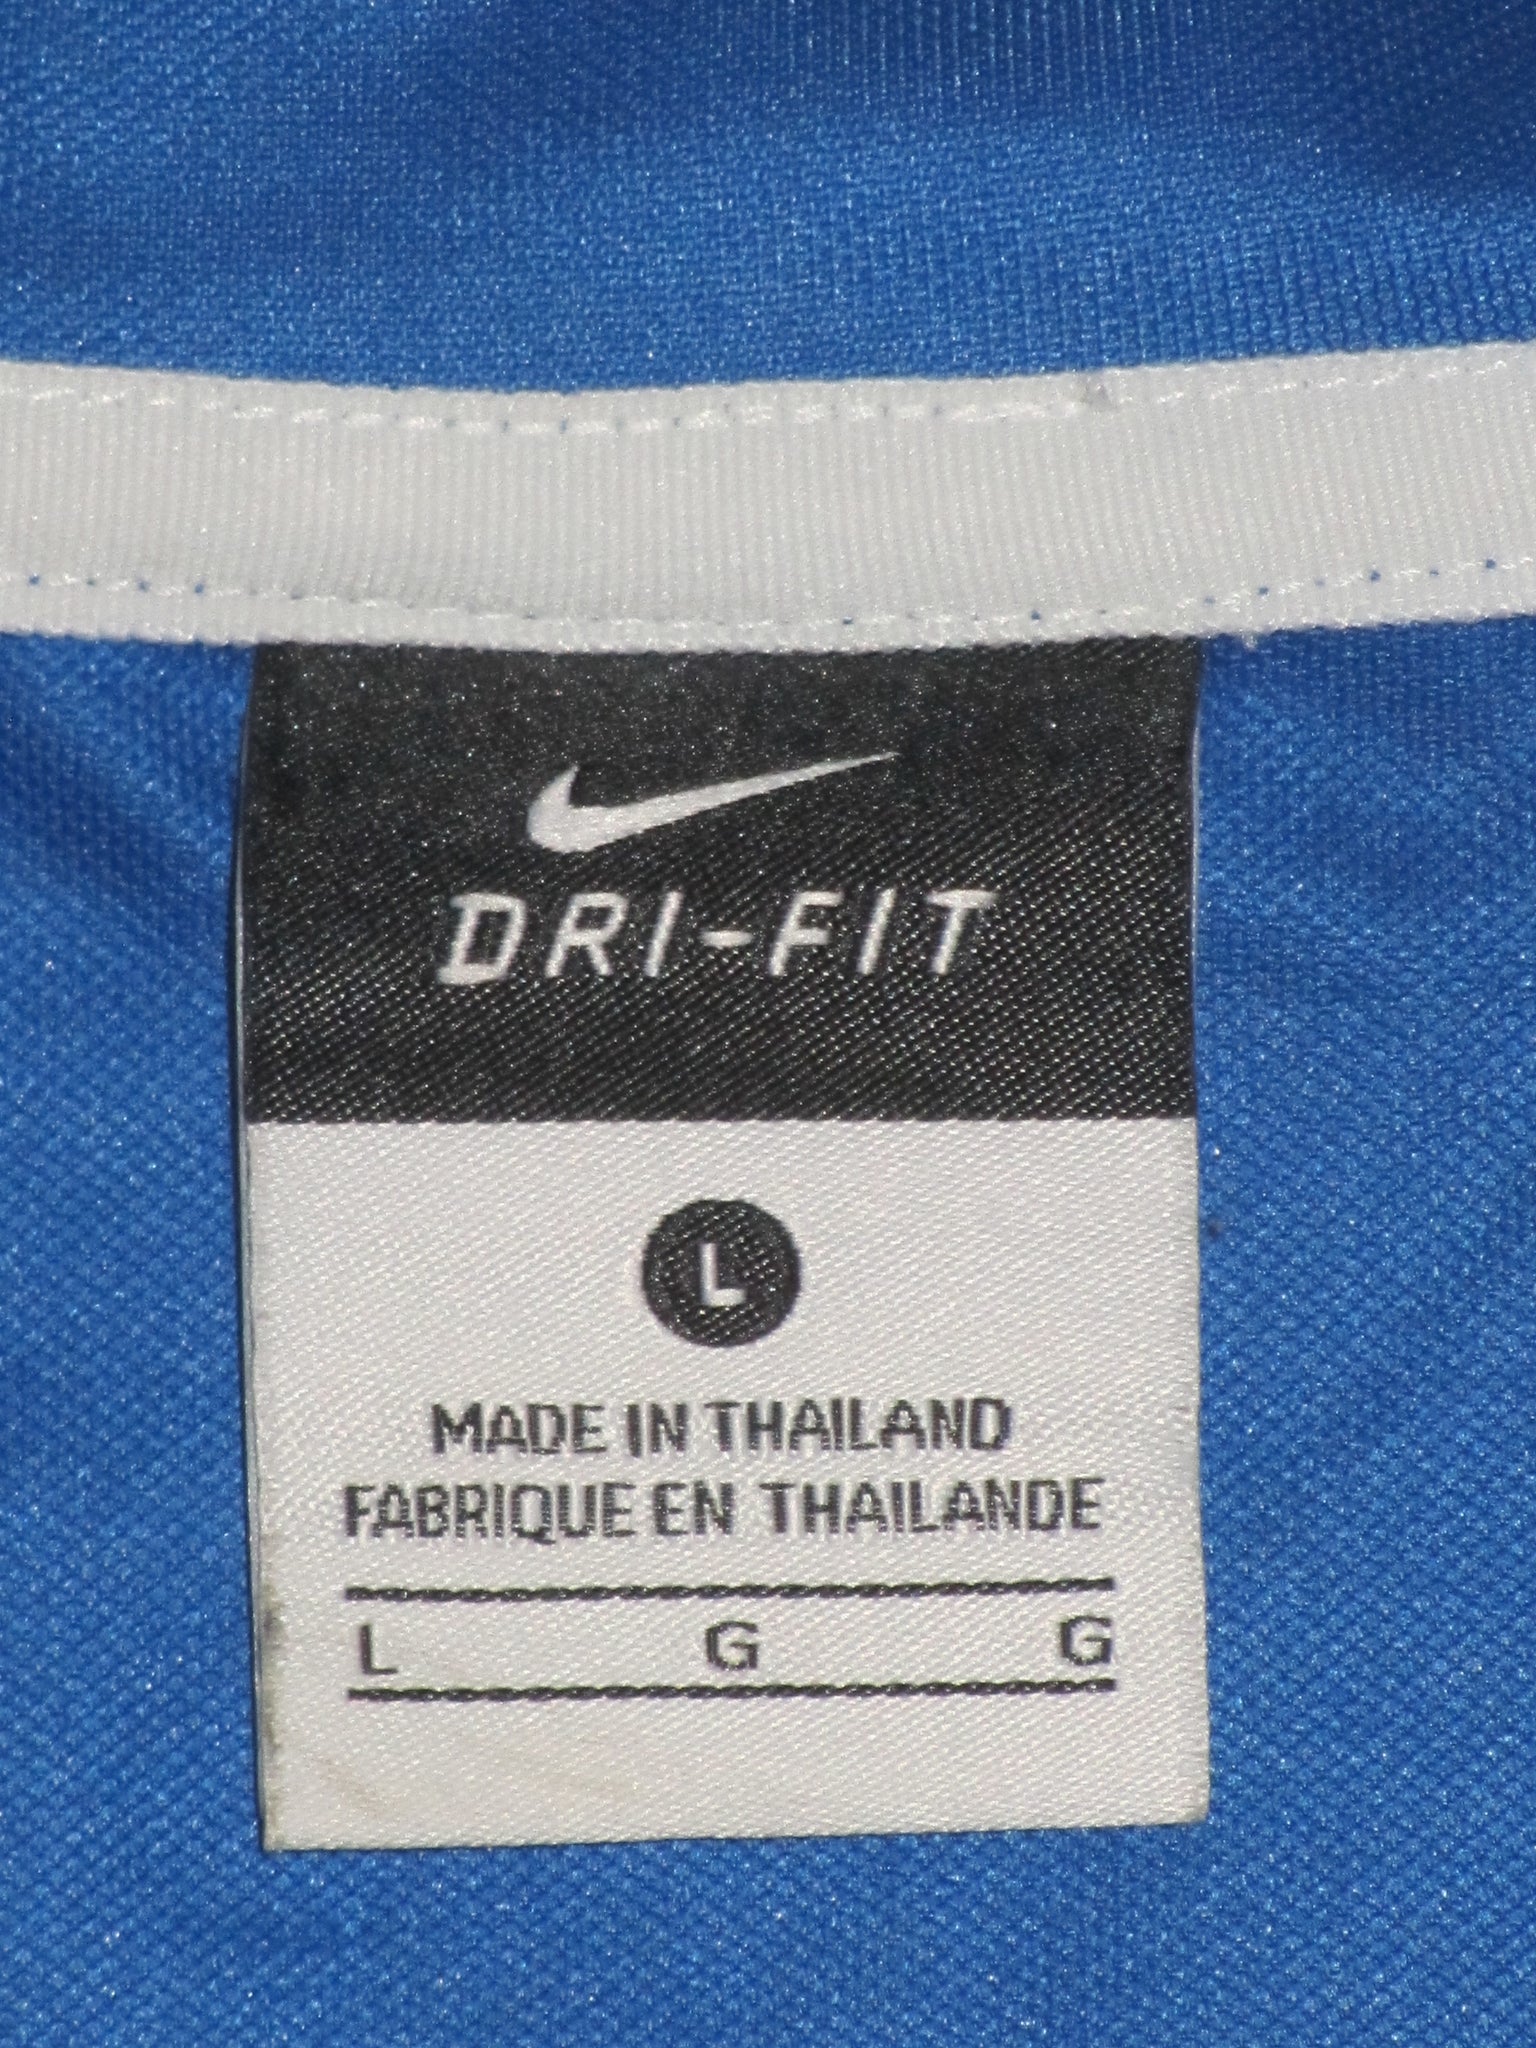 DRI-FIT
L
MADE IN THAILAND
FABRIQUE EN THAILANDE
L G G